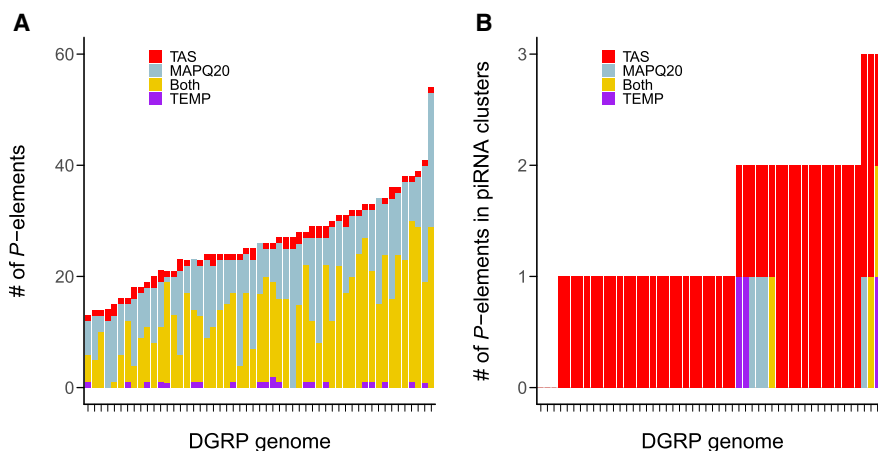 A
# of P−elements
60
40
20
0
TAS
MAPQ20
Both
TEMP
DGRP genome
B
# of P−elements in piRNA clusters
3
2
1
0
TAS
MAPQ20
Both
TEMP
DGRP genome